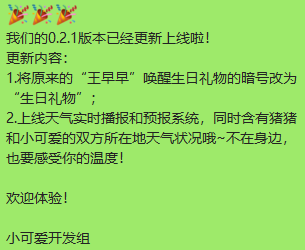 🎉🎉🎉
我们的0.2.1版本已经更新上线啦！
更新内容：
1.将原来的“王早早”唤醒生日礼物的暗号改为
“生日礼物”；
2.上线天气实时播报和预报系统，同时含有猪猪
和小可爱的双方所在地天气状况哦~不在身边，
也要感受你的温度！
欢迎体验！
小可爱开发组